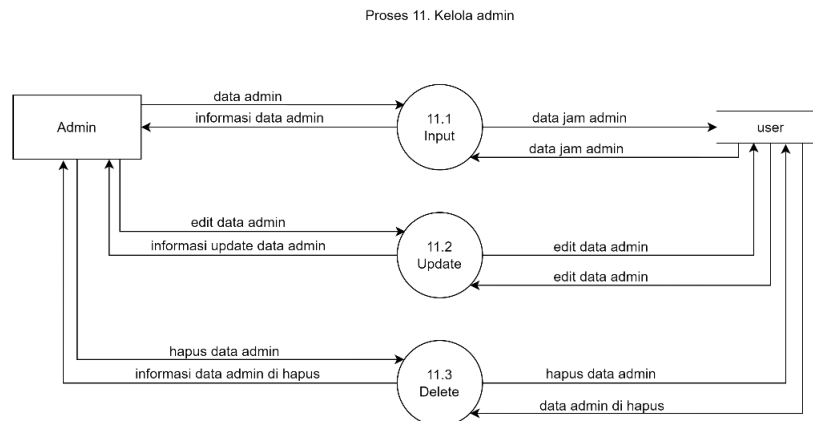 Proses 11. Kelola admin
data admin
11.1
Input
Admin
informasi data admin
data jam admin
user
data jam admin
edit data admin
informasi update data admin
11.2
Update
edit data admin
edit data admin
hapus data admin
informasi data admin di hapus
11.3
Delete
hapus data admin
data admin di hapus